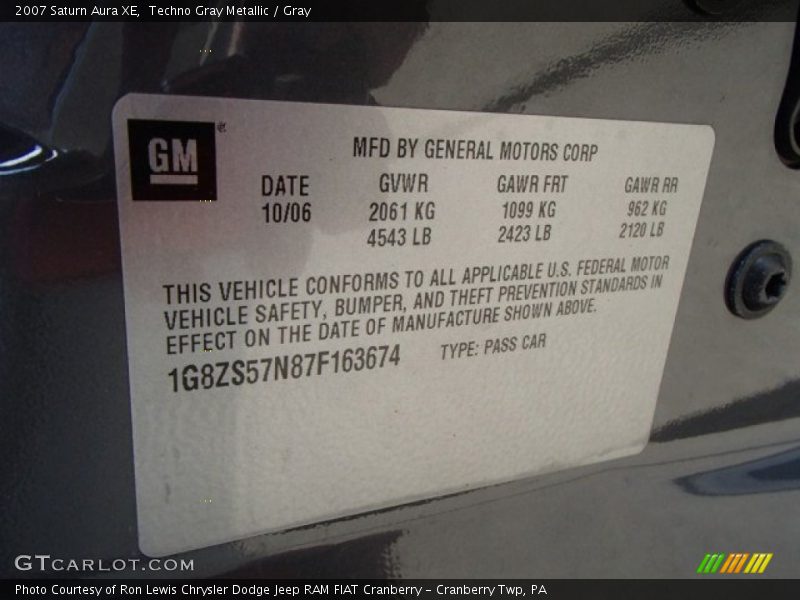 2007 Saturn Aura XE, Techno Gray Metallic / Gray
GM
MFD BY GENERAL MOTORS CORP
DATE GVWR GAWR FRT GAWR RR
10/06 2061 KG 1099 KG 962 KG
4543 LB 2423 LB 2120 LB
THIS VEHICLE CONFORMS TO ALL APPLICABLE U.S. FEDERAL MOTOR
VEHICLE SAFETY, BUMPER, AND THEFT PREVENTION STANDARDS IN
EFFECT ON THE DATE OF MANUFACTURE SHOWN ABOVE.
1G8ZS57N87F163674 TYPE: PASS CAR
GTCARLOT.COM
Photo Courtesy of Ron Lewis Chrysler Dodge Jeep RAM FIAT Cranberry – Cranberry Twp, PA